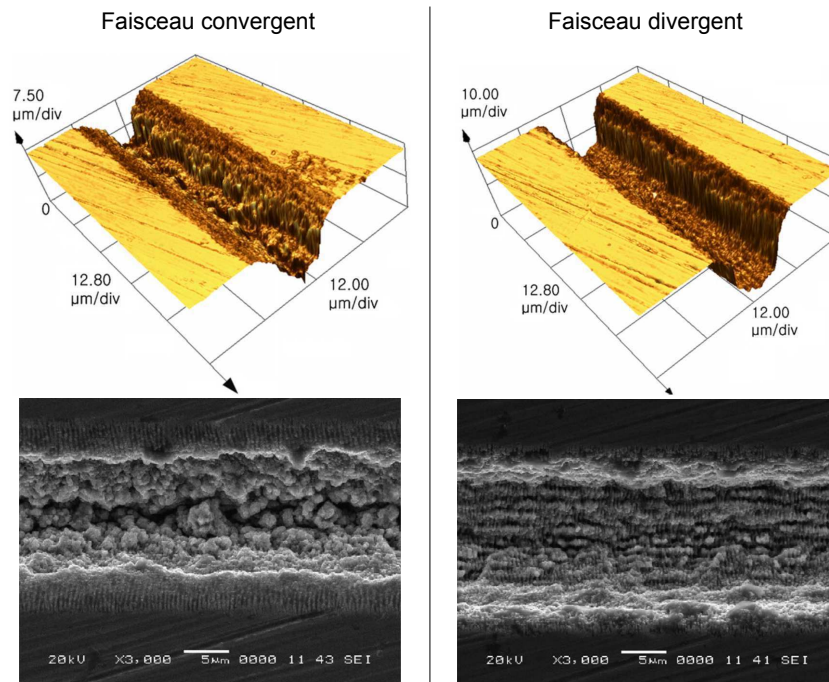 Faisceau convergent
Faisceau divergent
7.50
µm/div
0
12.80
µm/div
12.00
µm/div
10.00
µm/div
0
12.80
µm/div
12.00
µm/div
20kV X3,000 5µm 0000 11 43 SEI
20kV X3,000 5µm 0000 11 41 SEI